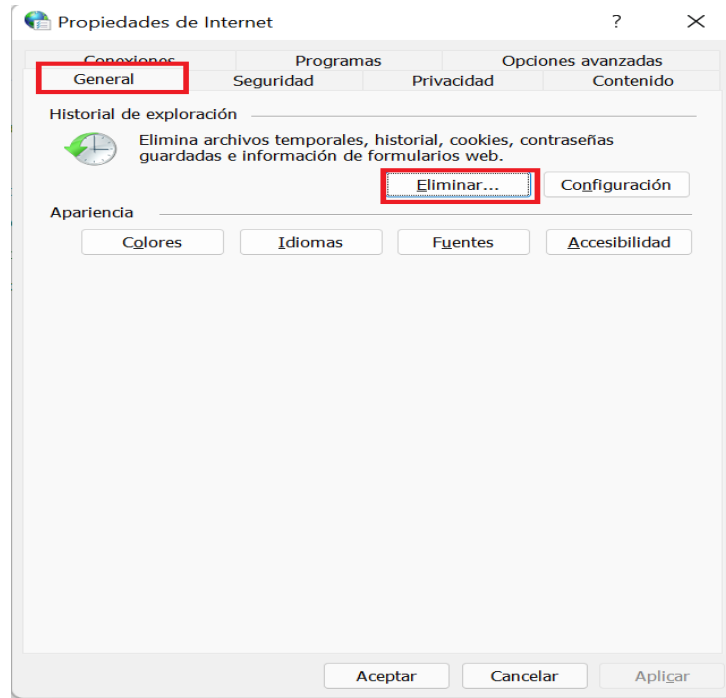 Propiedades de Internet ? ✕
Conexiones Programas Opciones avanzadas
General Seguridad Privacidad Contenido
Historial de exploración
Elimina archivos temporales, historial, cookies, contraseñas
guardadas e información de formularios web.
Eliminar... Configuración
Apariencia
Colores Idiomas Fuentes Accesibilidad
Aceptar Cancelar Aplicar